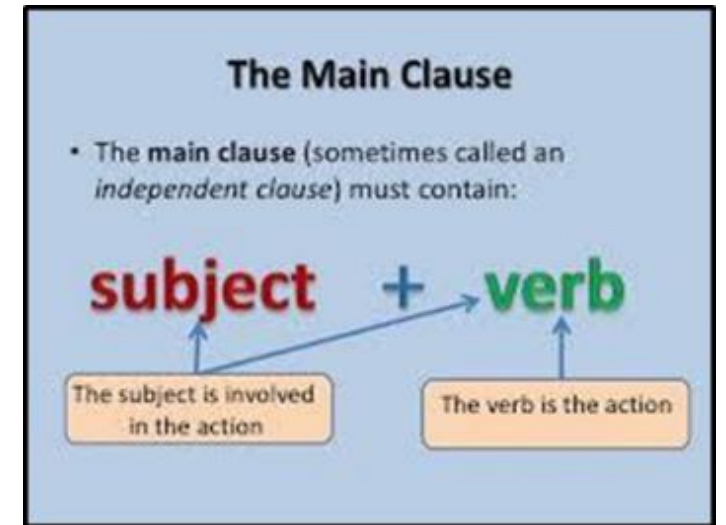 The Main Clause
• The main clause (sometimes called an
independent clause) must contain:
subject + verb
The subject is involved
in the action
The verb is the action